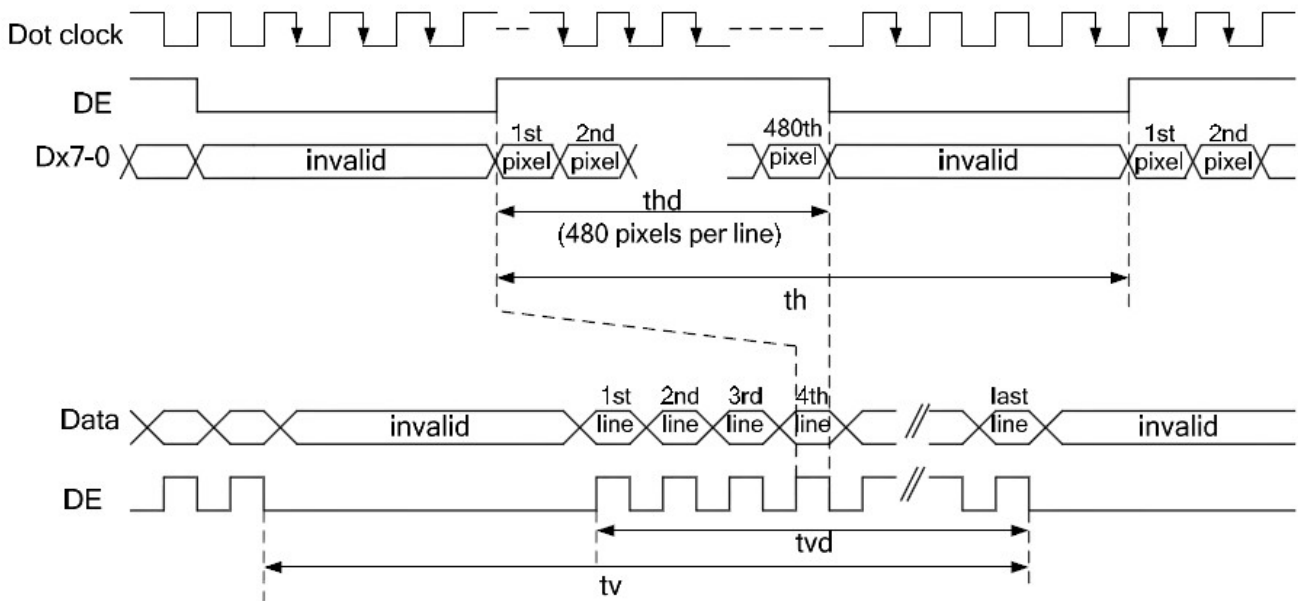 Dot clock
DE
Dx7-0
invalid
1st pixel
2nd pixel
480th pixel
invalid
1st pixel
2nd pixel
thd
(480 pixels per line)
th
Data
invalid
1st line
2nd line
3rd line
4th line
//
last line
invalid
DE
//
tvd
tv